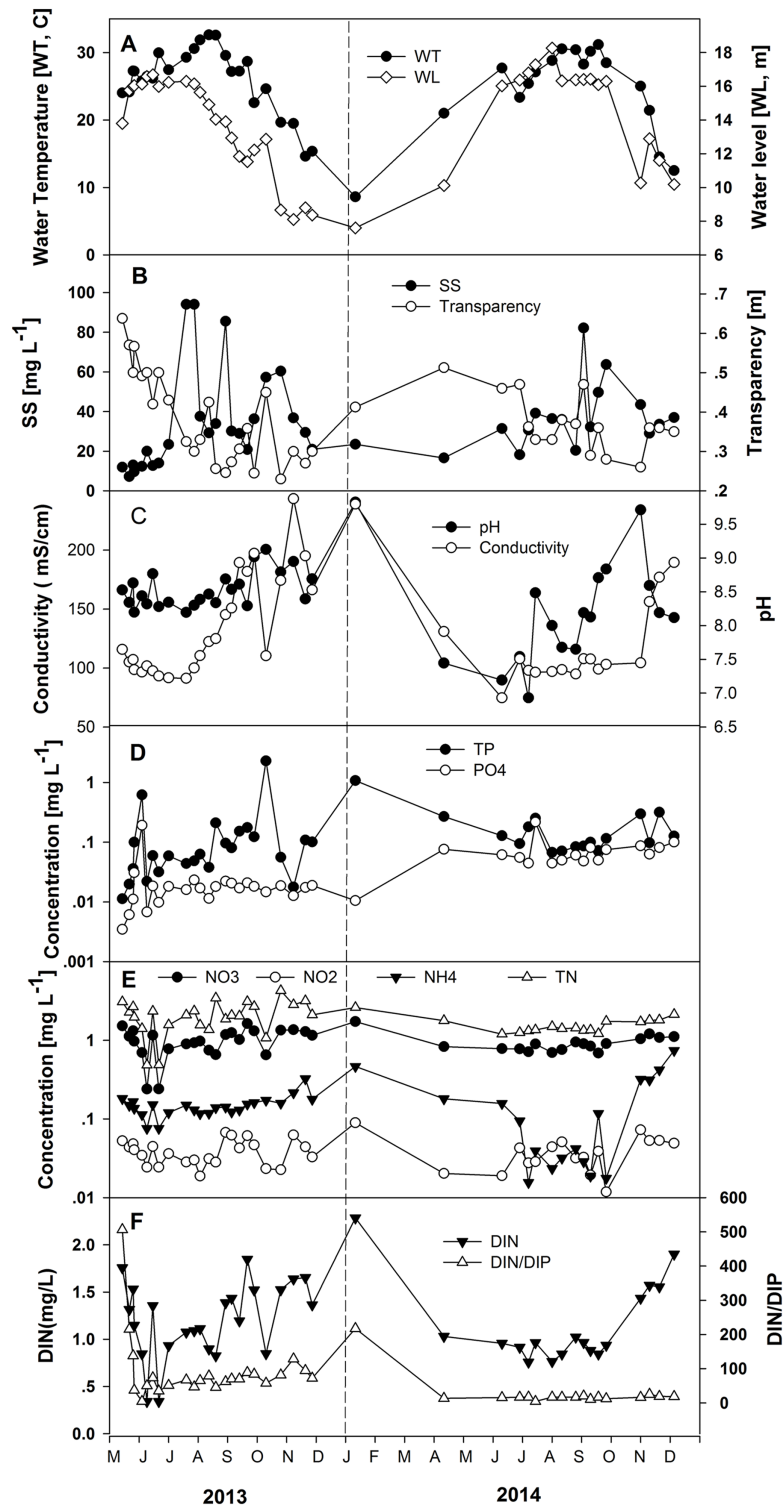 A
WT
WL
Water Temperature [WT, C]
30
20
10
0
18
16
14
12
10
8
6
Water level [WL, m]
B
SS
Transparency
SS [mg L-1]
100
80
60
40
20
0
.7
.6
.5
.4
.3
.2
Transparency [m]
C
pH
Conductivity
Conductivity ( mS/cm)
200
150
100
50
9.5
9.0
8.5
8.0
7.5
7.0
6.5
pH
D
TP
PO4
Concentration [mg L-1]
1
.1
.01
.001
E NO3 NO2 NH4 TN
Concentration [mg L-1]
1
.1
.01
F
DIN
DIN/DIP
DIN(mg/L)
2.0
1.5
1.0
.5
0.0
600
500
400
300
200
100
0
DIN/DIP
M J J A S O N D J F M A M J J A S O N D
2013 2014